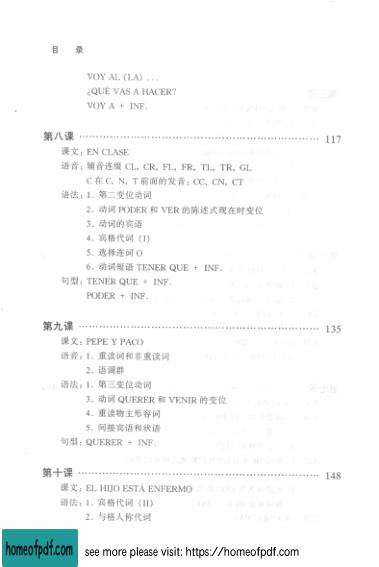 目 录
VOY AL (LA) ...
¿QUÉ VAS A HACER?
VOY A + INF.
第八课 …… 117
课文: EN CLASE
语音: 辅音连缀 CL, CR, FL, FR, TL, TR, GL
C 在 C, N, T 前面的发音: CC, CN, CT
语法: 1. 第二变位动词
2. 动词 PODER 和 VER 的陈述式现在时变位
3. 动词的宾语
4. 宾格代词 (I)
5. 选择连词 O
6. 动词短语 TENER QUE + INF.
句型: TENER QUE + INF.
PODER + INF.
第九课 …… 135
课文: PEPE Y PACO
语音: 1. 重读词和非重读词
2. 语调群
语法: 1. 第三变位动词
3. 动词 QUERER 和 VENIR 的变位
4. 重读物主形容词
5. 间接宾语和状语
句型: QUERER + INF.
第十课 …… 148
课文: EL HIJO ESTÁ ENFERMO
语法: 1. 宾格代词 (II)
2. 与格人称代词
homeofpdf.com see more please visit: https://homeofpdf.com